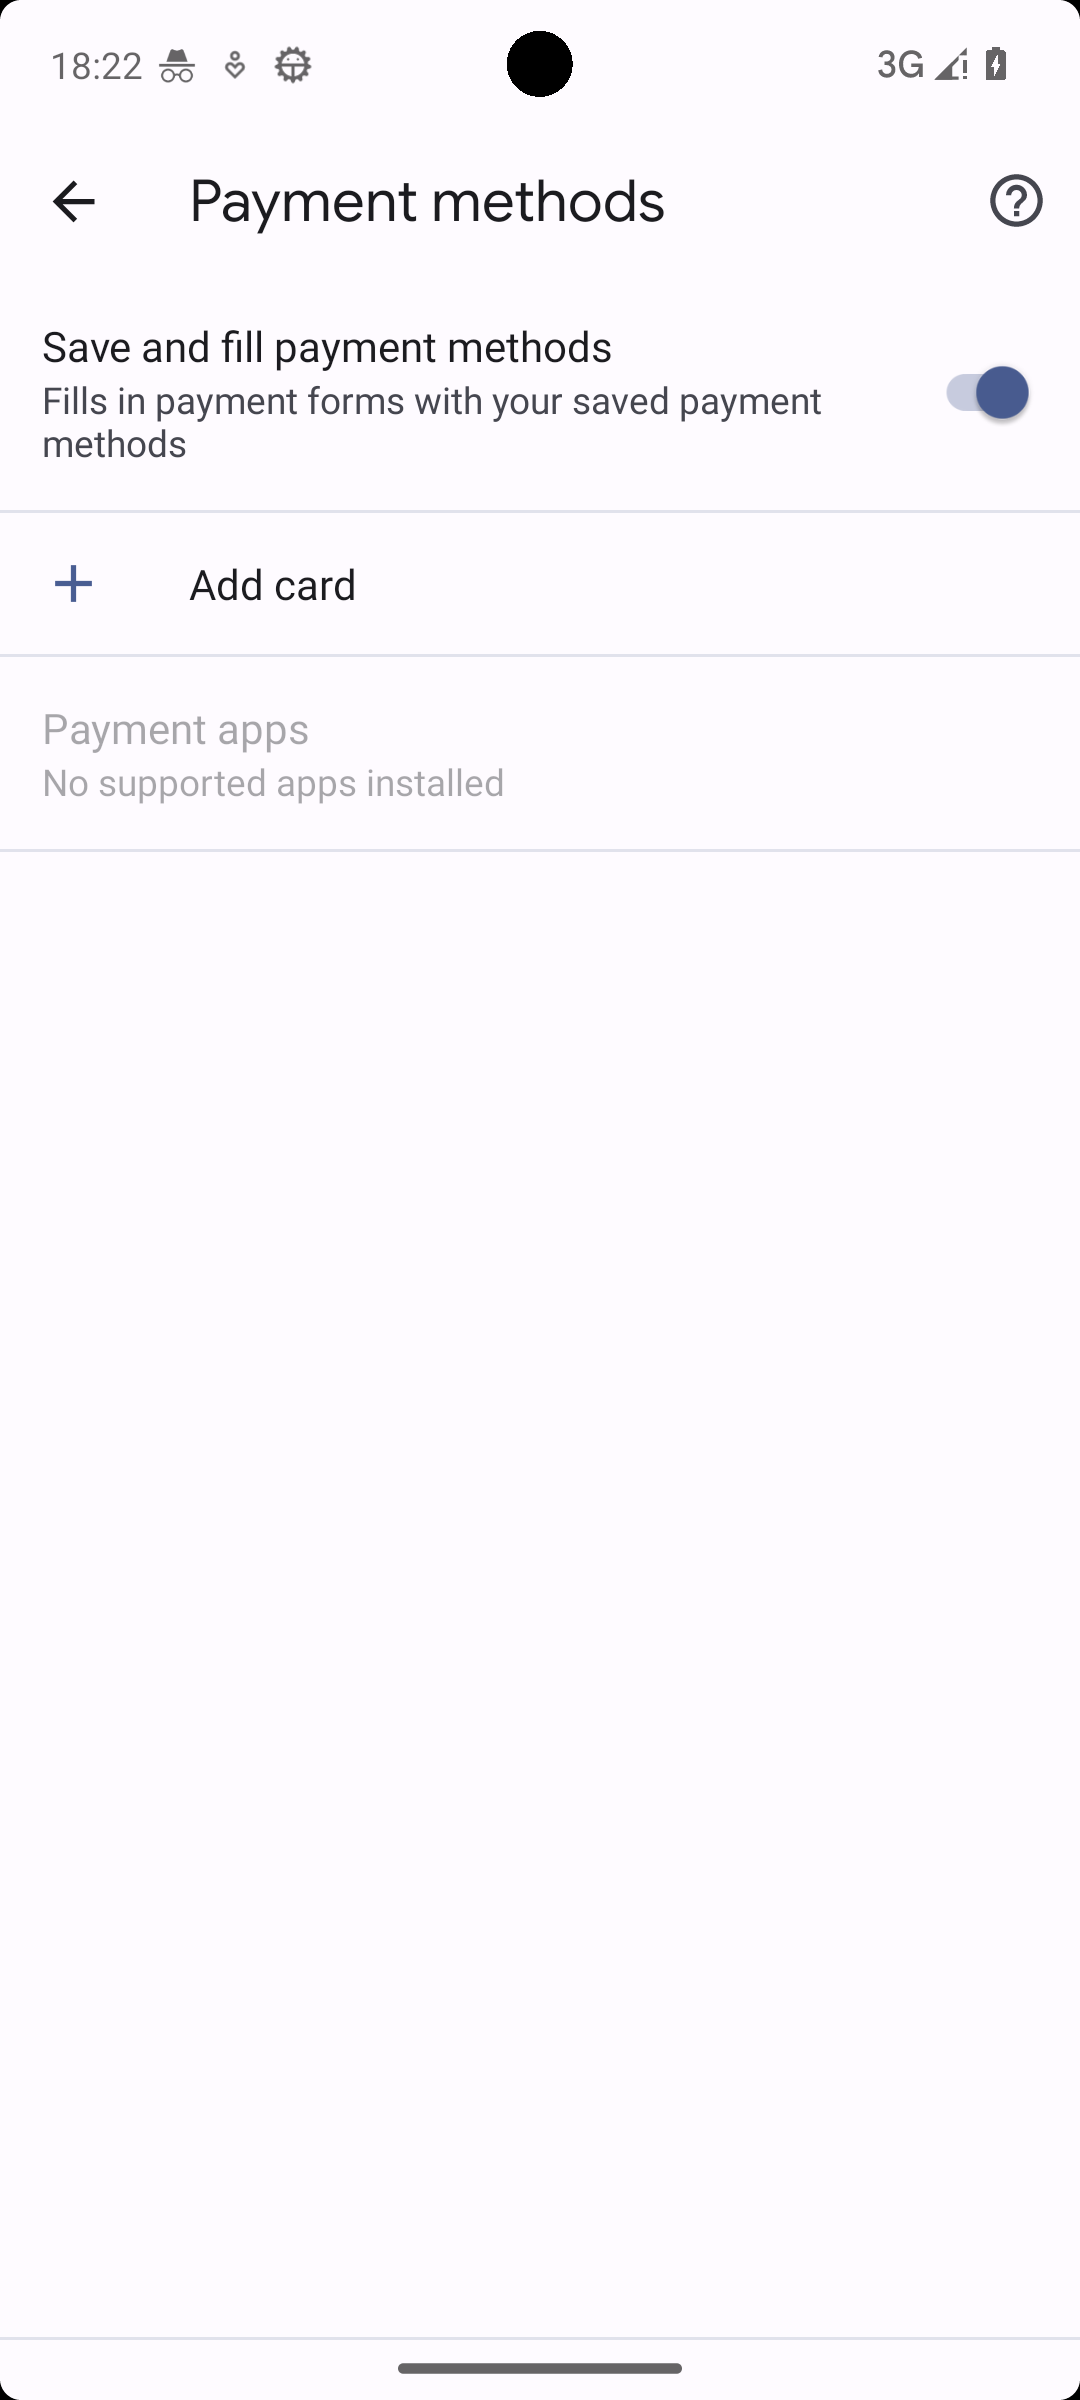 18:22
3G
Payment methods
Save and fill payment methods
Fills in payment forms with your saved payment
methods
Add card
Payment apps
No supported apps installed